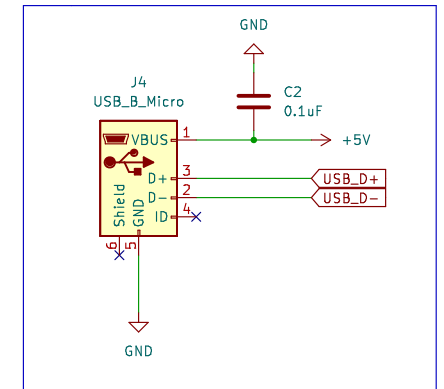 GND
J4
USB_B_Micro
C2
0.1uF
VBUS 1
+5V
D+ 3
USB_D+
D- 2
USB_D-
ID 4
Shield
GND
6
5
GND